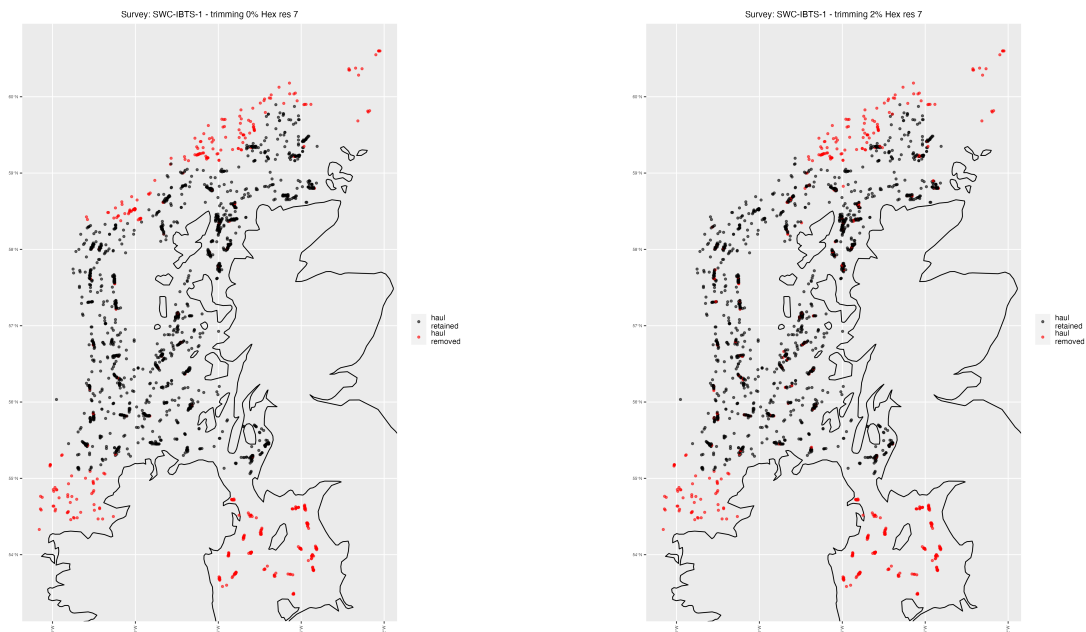 Survey: SWC-IBTS-1 - trimming 0% Hex res 7
60 N
59 N
58 N
57 N
56 N
55 N
54 N
haul
retained
haul
removed
Survey: SWC-IBTS-1 - trimming 2% Hex res 7
60 N
59 N
58 N
57 N
56 N
55 N
54 N
haul
retained
haul
removed